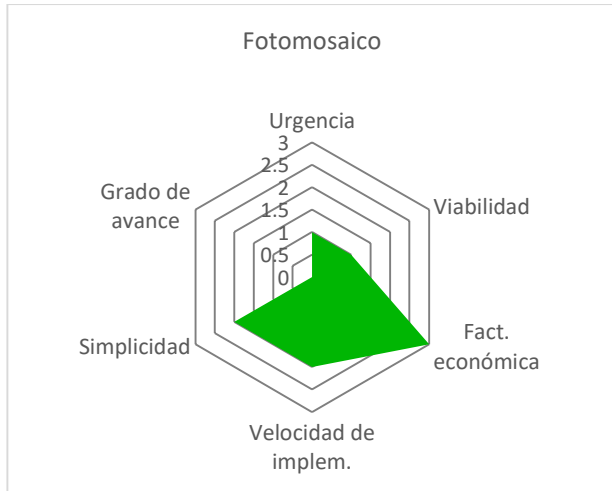 Fotomosaico
Urgencia
3
2.5
2
1.5
1
0.5
0
Viabilidad
Fact.
económica
Velocidad de
implem.
Simplicidad
Grado de
avance